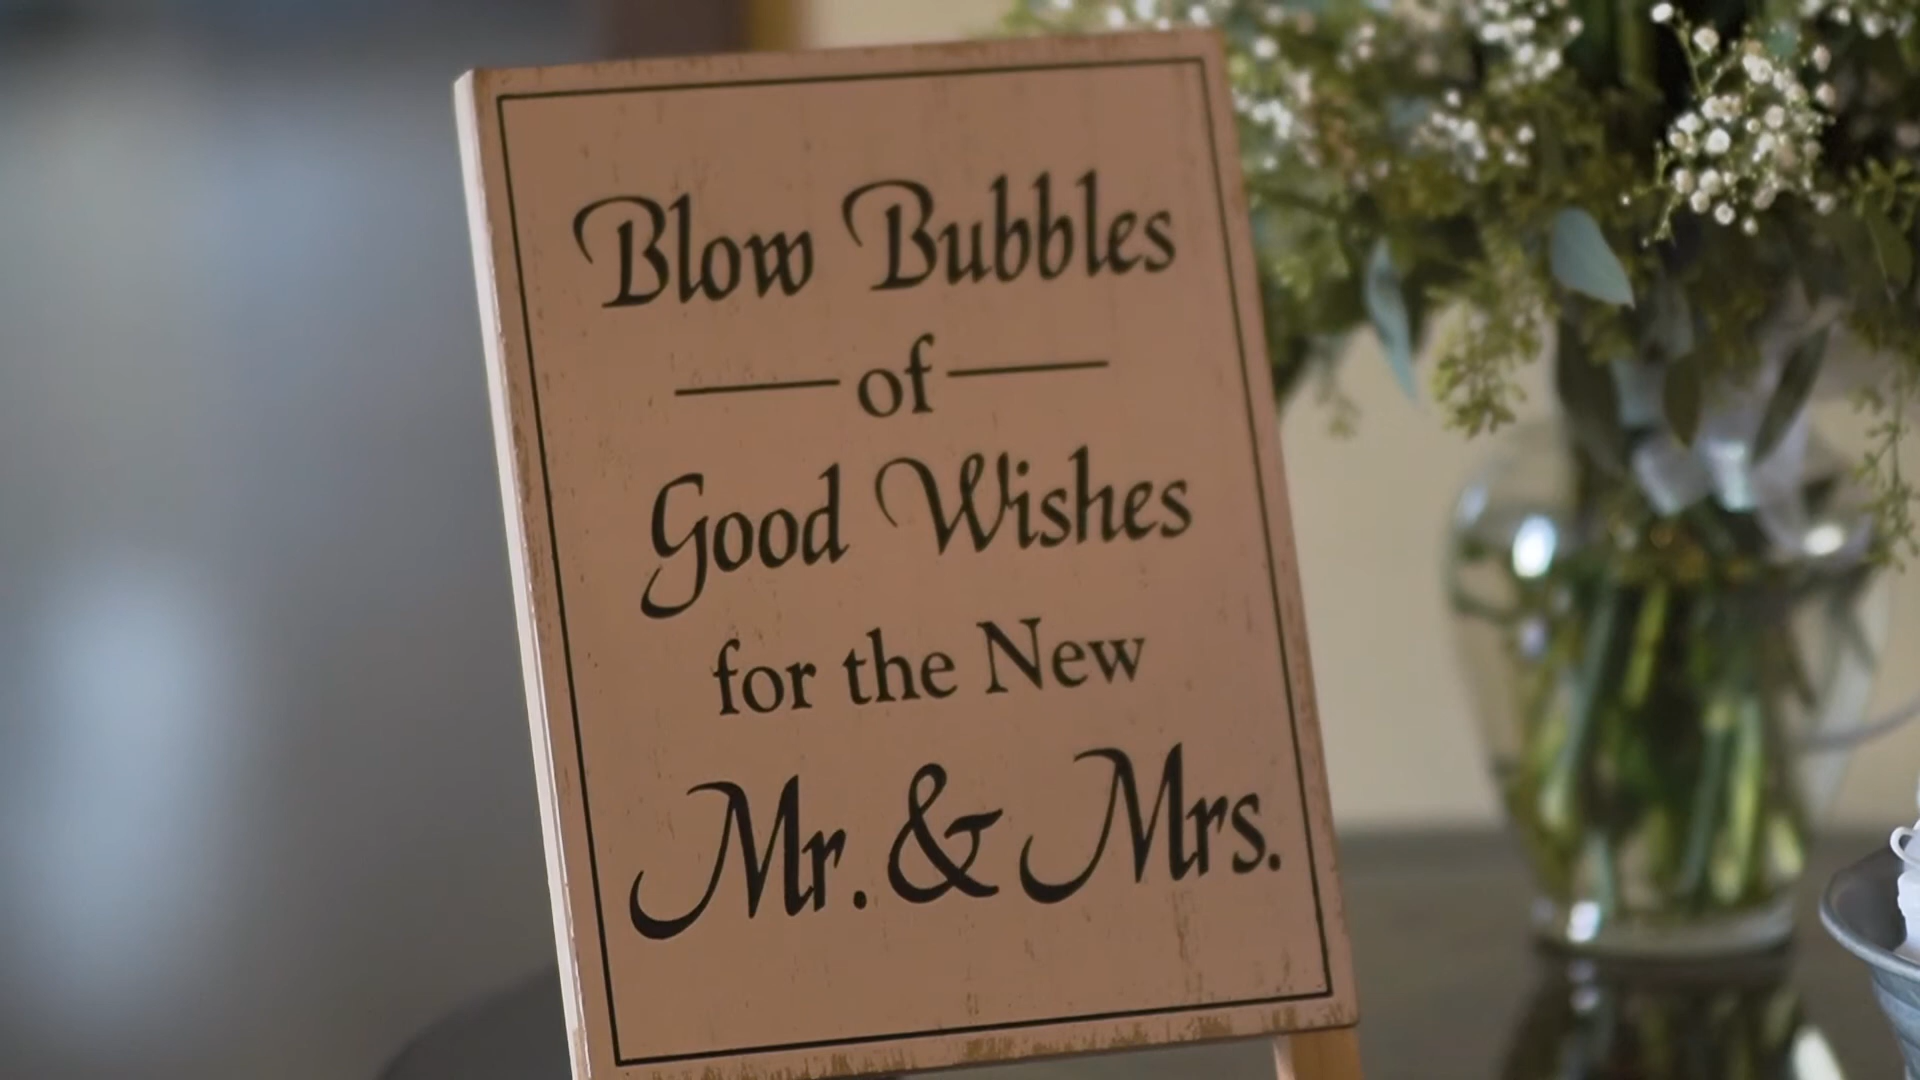 Blow Bubbles
of
Good Wishes
for the New
Mr. & Mrs.